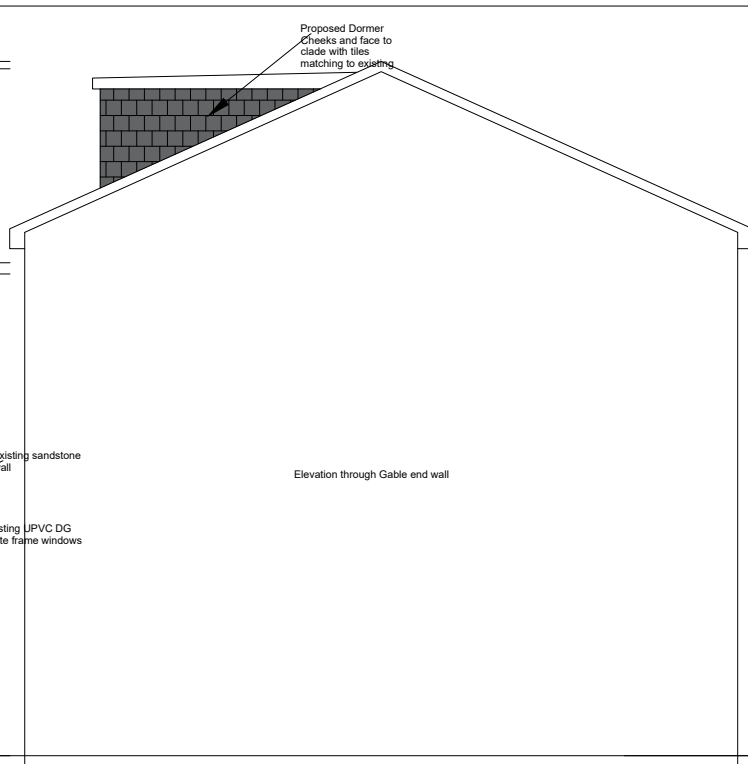 Proposed Dormer
Cheeks and face to
clade with tiles
matching to existing
xisting sandstone
all
Elevation through Gable end wall
sting UPVC DG
te frame windows